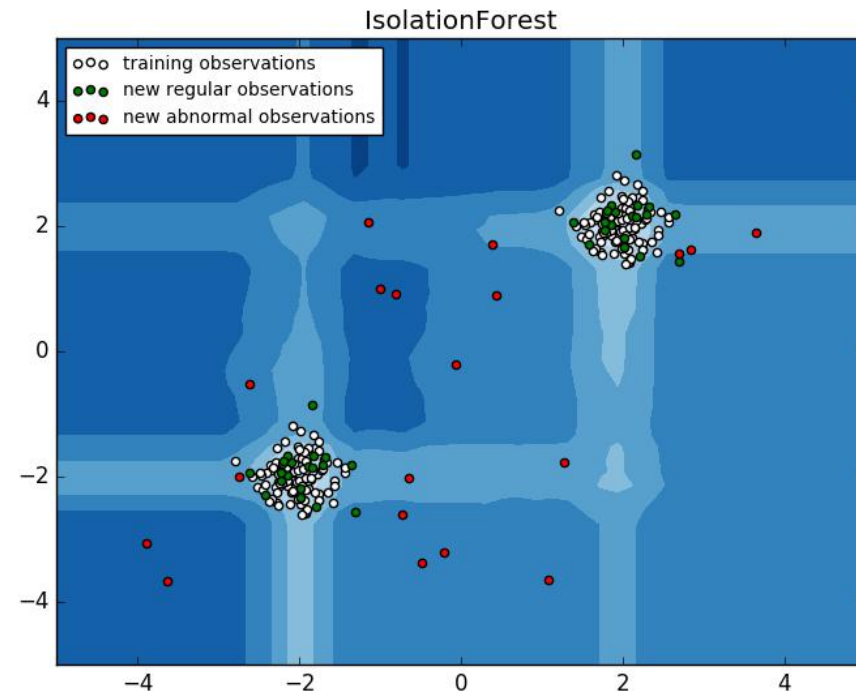 IsolationForest
training observations
new regular observations
new abnormal observations
4
2
0
−2
−4
−4
−2
0
2
4